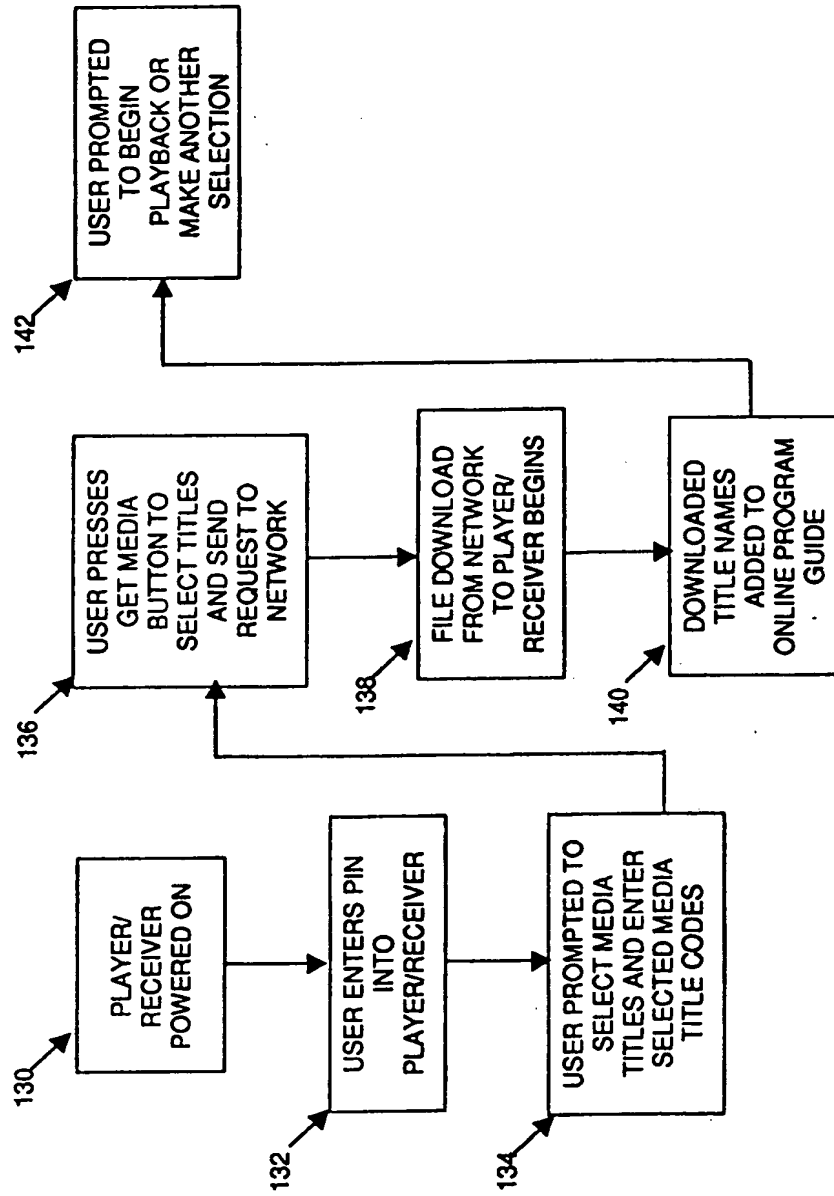 130
PLAYER/
RECEIVER
POWERED ON
132
USER ENTERS PIN
INTO
PLAYER/RECEIVER
134
USER PROMPTED TO
SELECT MEDIA
TITLES AND ENTER
SELECTED MEDIA
TITLE CODES
136
USER PRESSES
GET MEDIA
BUTTON TO
SELECT TITLES
AND SEND
REQUEST TO
NETWORK
138
FILE DOWNLOAD
FROM NETWORK
TO PLAYER/
RECEIVER BEGINS
140
DOWNLOADED
TITLE NAMES
ADDED TO
ONLINE PROGRAM
GUIDE
142
USER PROMPTED
TO BEGIN
PLAYBACK OR
MAKE ANOTHER
SELECTION